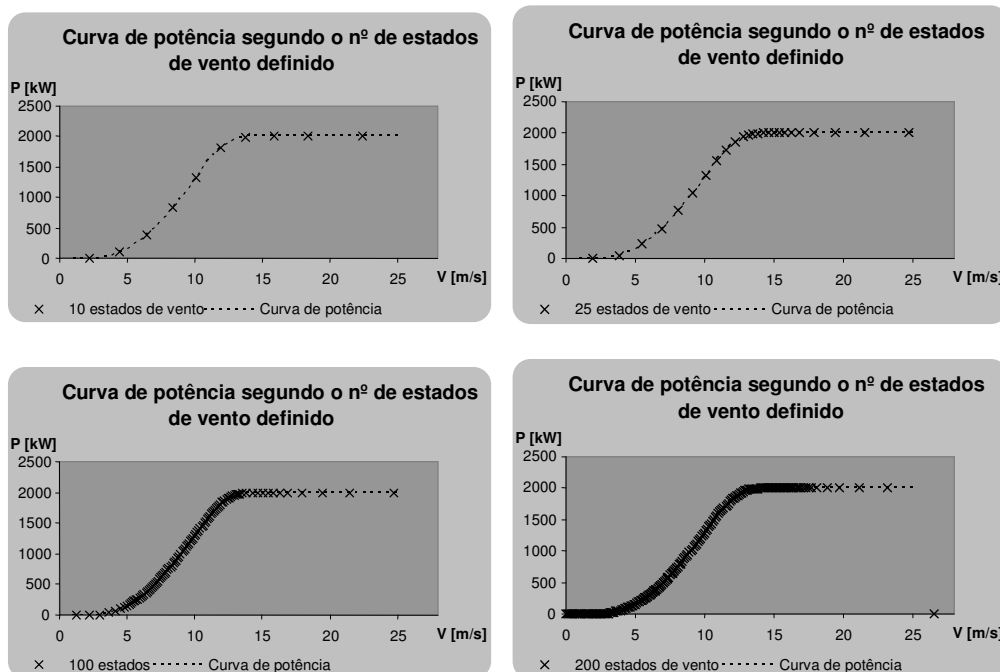 Curva de potência segundo o nº de estados
de vento definido
P [kW]
2500
2000
1500
1000
500
0
0 5 10 15 20 25
V [m/s]
10 estados de vento Curva de potência
Curva de potência segundo o nº de estados
de vento definido
P [kW]
2500
2000
1500
1000
500
0
0 5 10 15 20 25
V [m/s]
25 estados de vento Curva de potência
Curva de potência segundo o nº de estados
de vento definido
P [kW]
2500
2000
1500
1000
500
0
0 5 10 15 20 25
V [m/s]
100 estados Curva de potência
Curva de potência segundo o nº de estados
de vento definido
P [kW]
2500
2000
1500
1000
500
0
0 5 10 15 20 25
V [m/s]
200 estados de vento Curva de potência